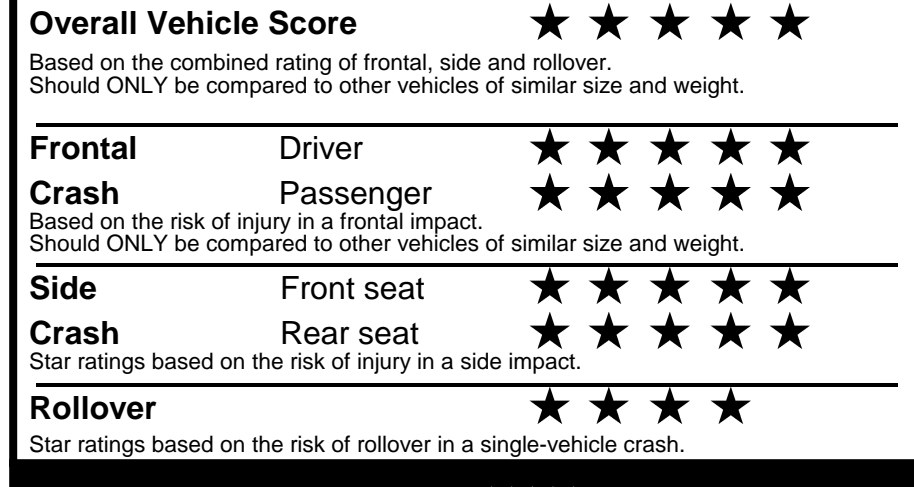 Overall Vehicle Score ★ ★ ★ ★ ★
Based on the combined rating of frontal, side and rollover.
Should ONLY be compared to other vehicles of similar size and weight.
Frontal Driver ★ ★ ★ ★ ★
Crash Passenger ★ ★ ★ ★ ★
Based on the risk of injury in a frontal impact.
Should ONLY be compared to other vehicles of similar size and weight.
Side Front seat ★ ★ ★ ★ ★
Crash Rear seat ★ ★ ★ ★ ★
Star ratings based on the risk of injury in a side impact.
Rollover ★ ★ ★ ★
Star ratings based on the risk of rollover in a single-vehicle crash.